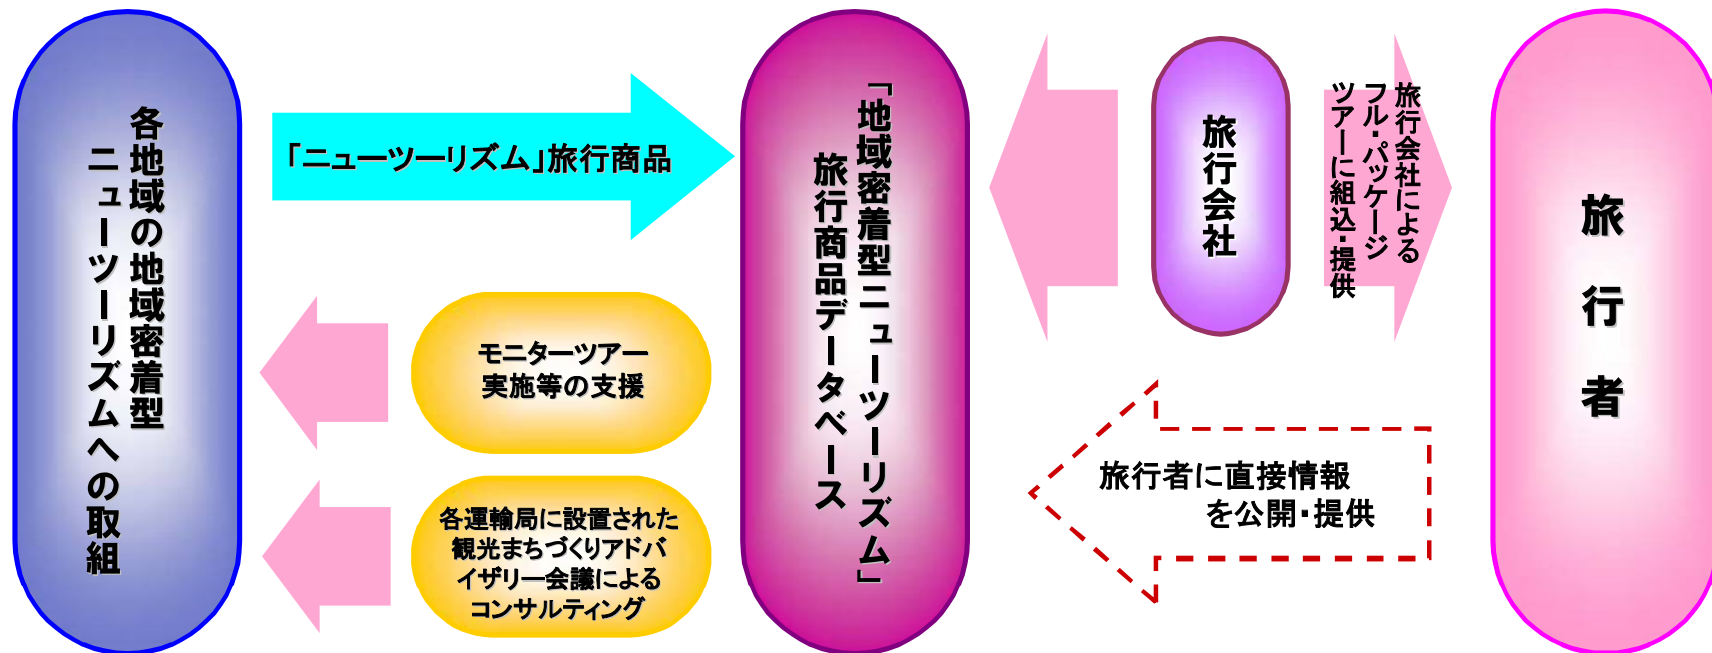 各地域の地域密着型
ニューツーリズムへの取組
「ニューツーリズム」旅行商品
モニターツアー
実施等の支援
各運輸局に設置された
観光まちづくりアドバ
イザリー会議による
コンサルティング
「地域密着型ニューツーリズム」
旅行商品データベース
旅行会社
旅行会社による
フル・パッケージ
ツアーに組込・提供
旅行者に直接情報
を公開・提供
旅行者